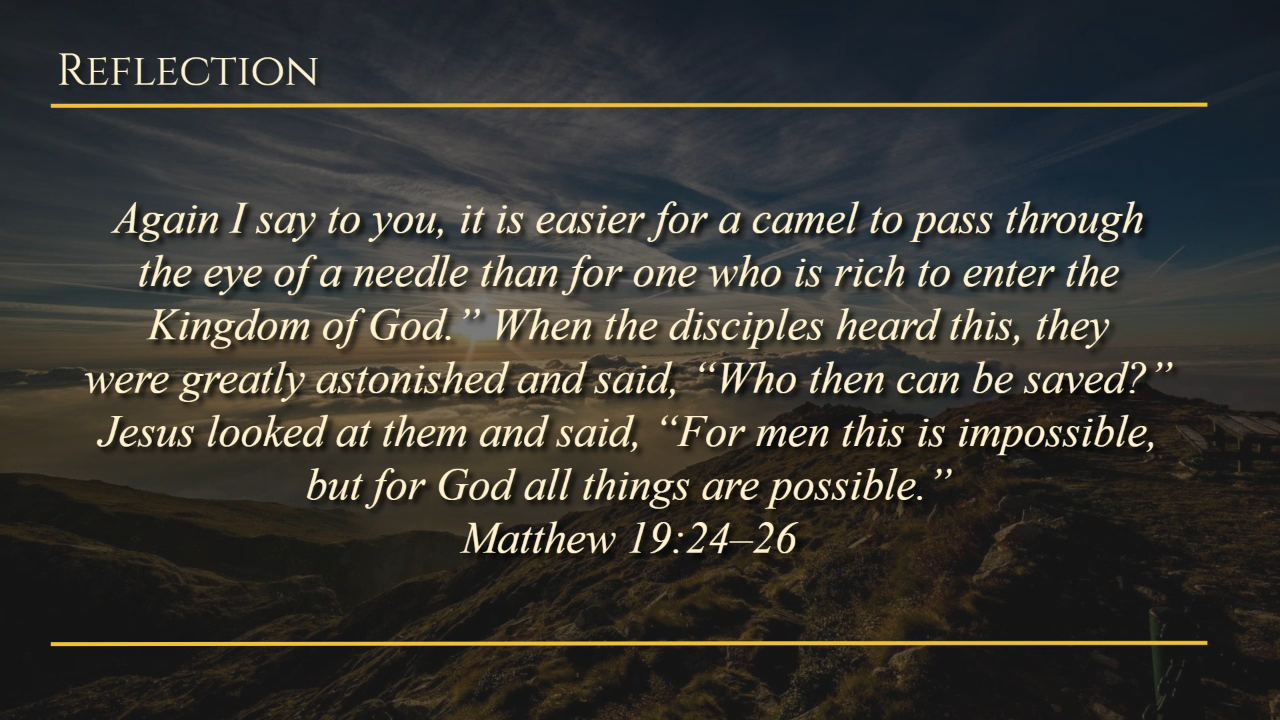 Reflection
Again I say to you, it is easier for a camel to pass through
the eye of a needle than for one who is rich to enter the
Kingdom of God.” When the disciples heard this, they
were greatly astonished and said, “Who then can be saved?”
Jesus looked at them and said, “For men this is impossible,
but for God all things are possible.”
Matthew 19:24–26